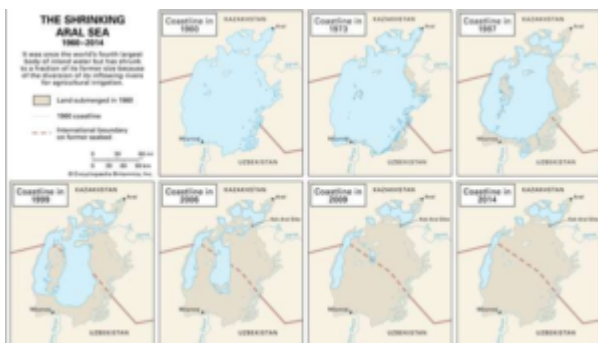 THE SHRINKING
ARAL SEA
1960–2014
It was once the world's fourth largest
body of inland water but has shrunk
to a fraction of its former size because
of the diversion of its inflowing rivers
for agricultural irrigation.
Land submerged in 1960
1960 coastline
International boundary
on former seabed
© Encyclopædia Britannica, Inc.
Coastline in
1960
KAZAKHSTAN
Aral
UZBEKISTAN
Coastline in
1973
KAZAKHSTAN
Aral
UZBEKISTAN
Coastline in
1987
KAZAKHSTAN
Aral
UZBEKISTAN
Coastline in
1999
KAZAKHSTAN
Aral
UZBEKISTAN
Coastline in
2006
KAZAKHSTAN
Aral
UZBEKISTAN
Coastline in
2009
KAZAKHSTAN
Aral
UZBEKISTAN
Coastline in
2014
KAZAKHSTAN
Aral
UZBEKISTAN